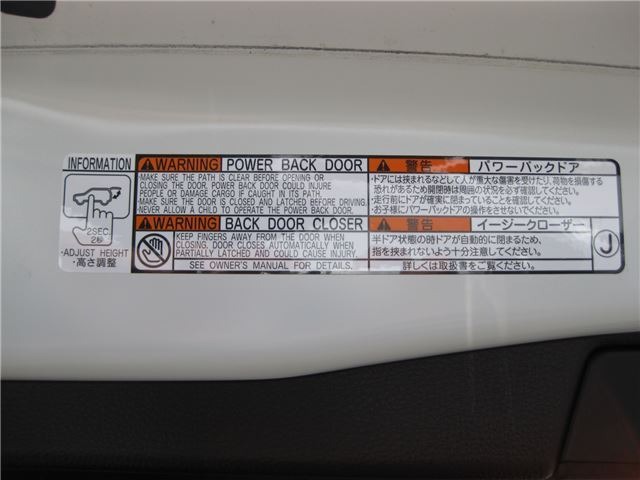 INFORMATION
2SEC.
2秒
・ADJUST HEIGHT
・高さ調整
WARNING POWER BACK DOOR
・MAKE SURE THE PATH IS CLEAR BEFORE OPENING OR
CLOSING THE DOOR. POWER BACK DOOR COULD INJURE
PEOPLE OR DAMAGE CARGO IF CAUGHT IN ITS PATH.
・MAKE SURE THE DOOR IS CLOSED AND LATCHED BEFORE DRIVING.
・NEVER ALLOW A CHILD TO OPERATE THE POWER BACK DOOR.
WARNING BACK DOOR CLOSER
KEEP FINGERS AWAY FROM THE DOOR WHEN
CLOSING. DOOR CLOSES AUTOMATICALLY WHEN
PARTIALLY LATCHED AND COULD CAUSE INJURY.
SEE OWNER'S MANUAL FOR DETAILS.
警告 パワーバックドア
・ドアには挟まれるなどして人が重大な傷害を受けたり、荷物を損傷する
恐れがあるため開閉時は周囲の状況を必ず確認してください。
・走行前にドアが確実に閉まっていることを確認してください。
・お子様にパワーバックドアの操作をさせないでください。
警告 イージークローザー
半ドア状態の時ドアが自動的に閉まるため、
指を挟まれないよう十分注意してください。
詳しくは取扱書をご覧ください。
J